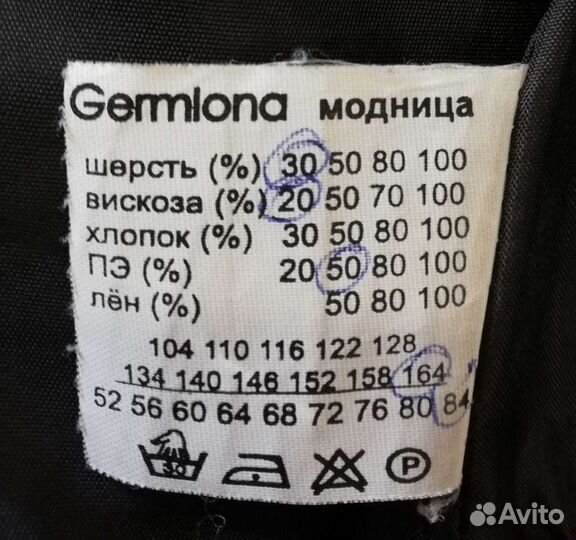 Germiona модница
шерсть (%) 30 50 80 100
вискоза (%) 20 50 70 100
хлопок (%) 30 50 80 100
ПЭ (%) 20 50 80 100
лён (%) 50 80 100
104 110 116 122 128
134 140 146 152 158 164
52 56 60 64 68 72 76 80 84
30 P
Avito